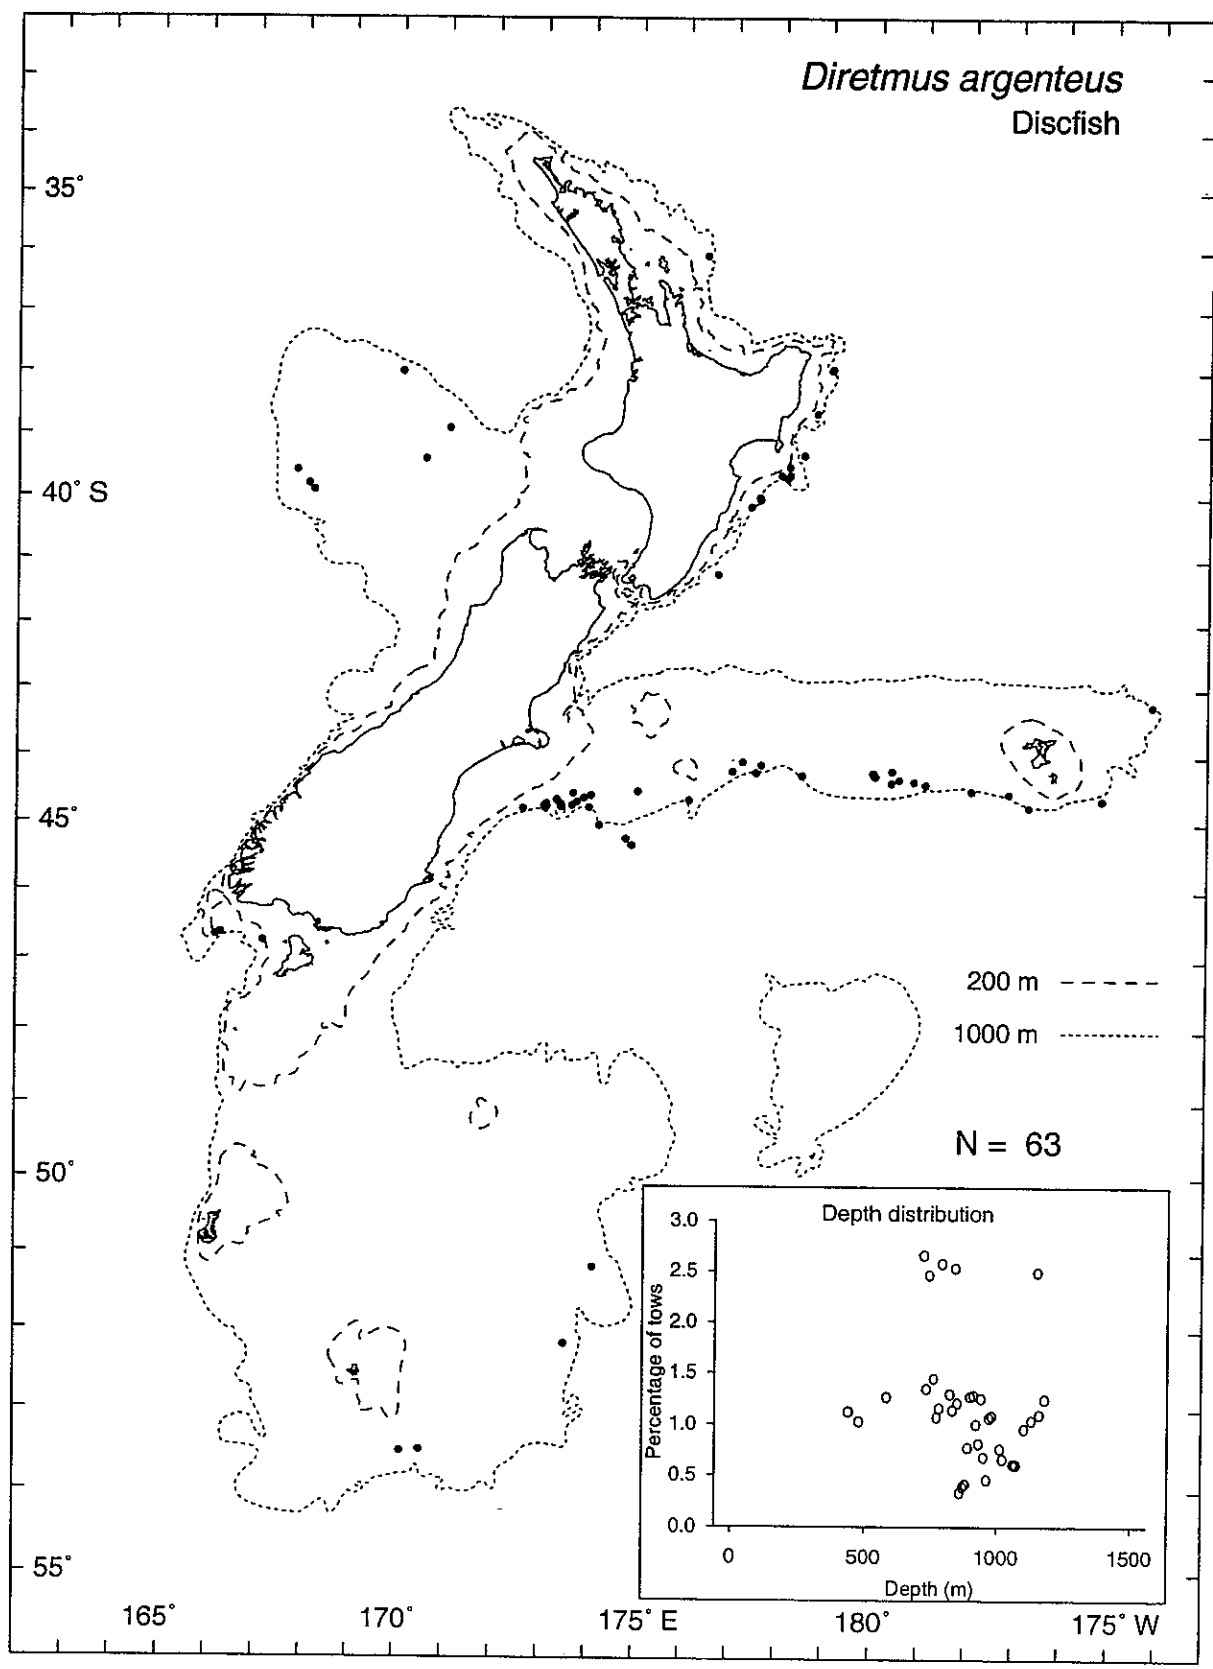 Diretmus argenteus
Discfish
35°
40° S
45°
200 m
1000 m
N = 63
50°
Depth distribution
3.0
2.5
2.0
1.5
1.0
0.5
0.0
Percentage of tows
0 500 1000 1500
Depth (m)
55°
165° 170° 175° E 180° 175° W